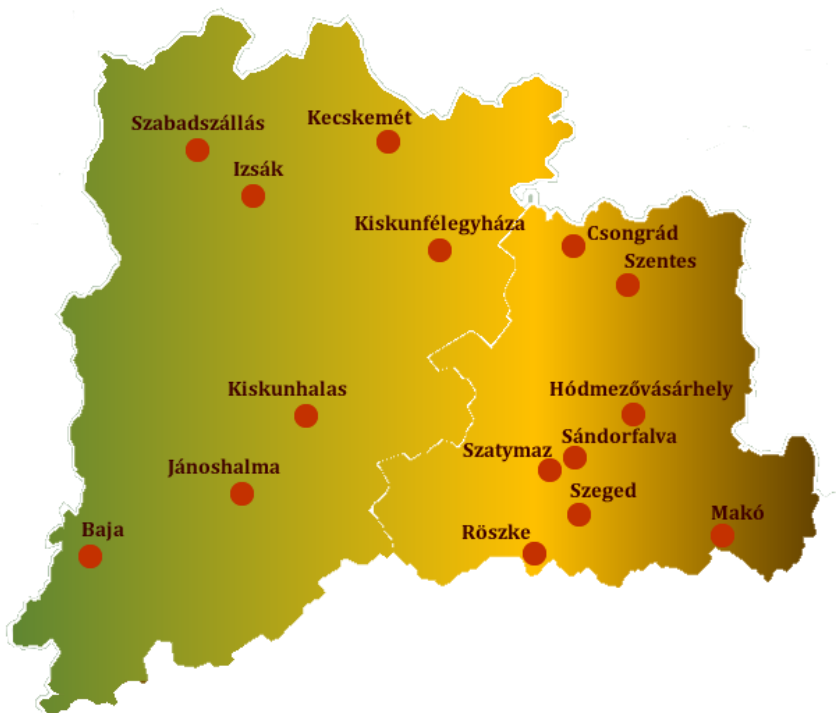 Kecskemét
Szabadszállás
Izsák
Kiskunfélegyháza
Csongrád
Szentes
Kiskunhalas
Hódmezővásárhely
Sándorfalva
Szatymaz
Jánoshalma
Szeged
Makó
Baja
Röszke